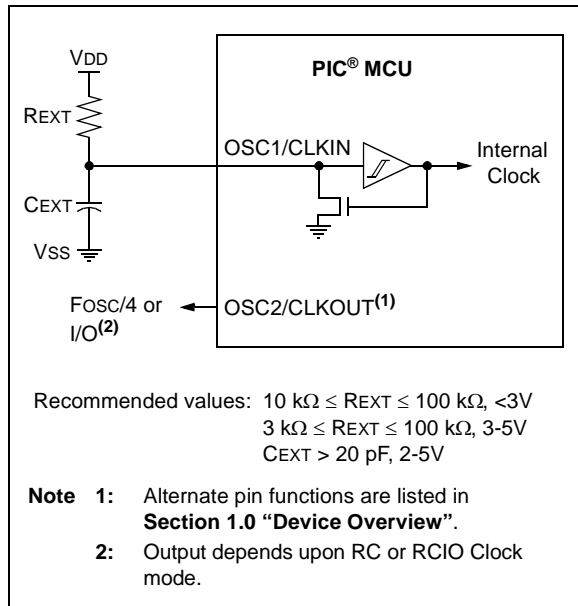 VDD
PIC® MCU
REXT
OSC1/CLKIN
Internal
Clock
CEXT
VSS
FOSC/4 or
I/O(2)
OSC2/CLKOUT(1)
Recommended values: 10 kΩ ≤ REXT ≤ 100 kΩ, <3V
3 kΩ ≤ REXT ≤ 100 kΩ, 3-5V
CEXT > 20 pF, 2-5V
Note 1: Alternate pin functions are listed in
Section 1.0 “Device Overview”.
2: Output depends upon RC or RCIO Clock
mode.